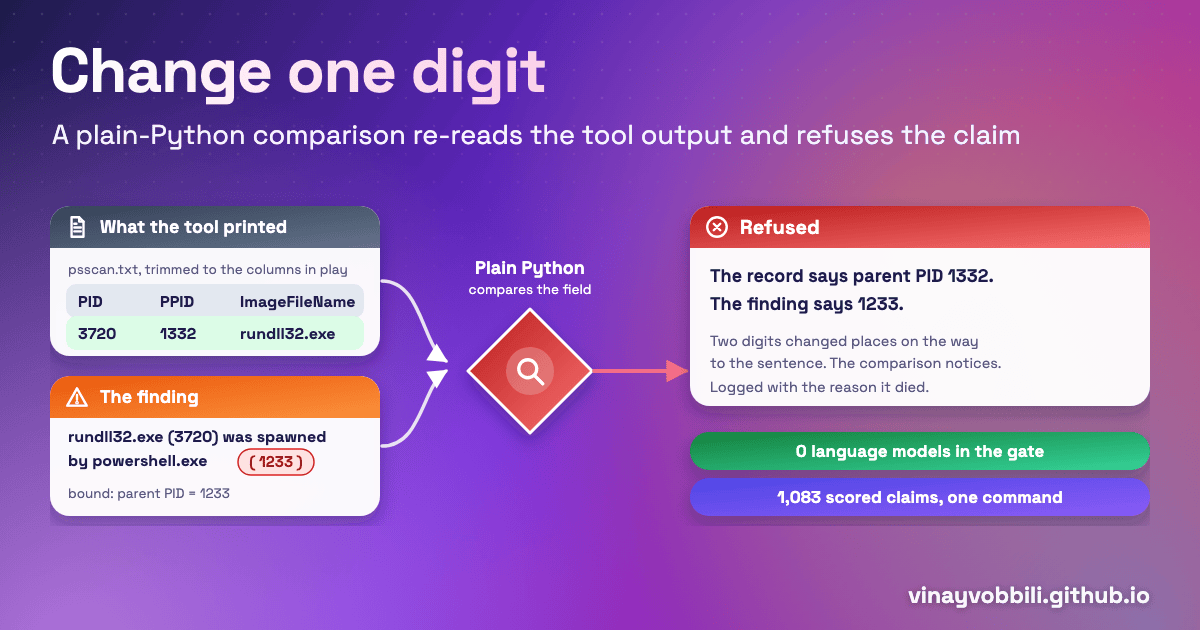 Change one digit
A plain-Python comparison re-reads the tool output and refuses the claim
What the tool printed
psscan.txt, trimmed to the columns in play
PID PPID ImageFileName
3720 1332 rundll32.exe
The finding
rundll32.exe (3720) was spawned
by powershell.exe ( 1233 )
bound: parent PID = 1233
Plain Python
compares the field
Refused
The record says parent PID 1332.
The finding says 1233.
Two digits changed places on the way
to the sentence. The comparison notices.
Logged with the reason it died.
0 language models in the gate
1,083 scored claims, one command
vinayvobbili.github.io